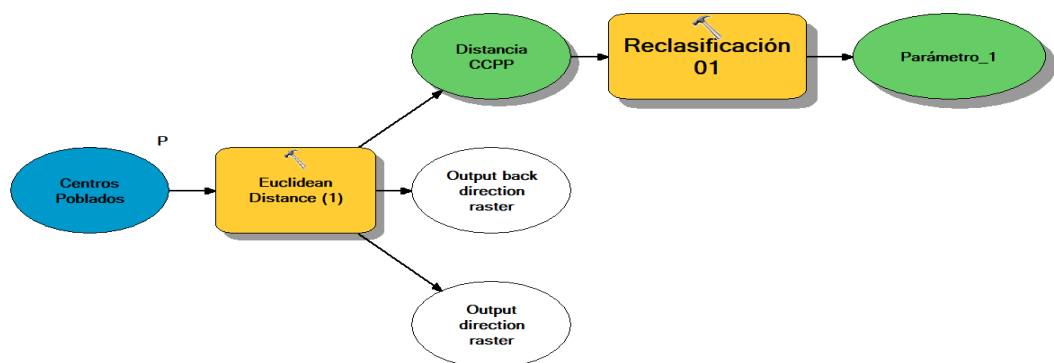 Distancia
CCPP
Reclasificación
01
Parámetro_1
P
Centros
Poblados
Euclidean
Distance (1)
Output back
direction
raster
Output
direction
raster